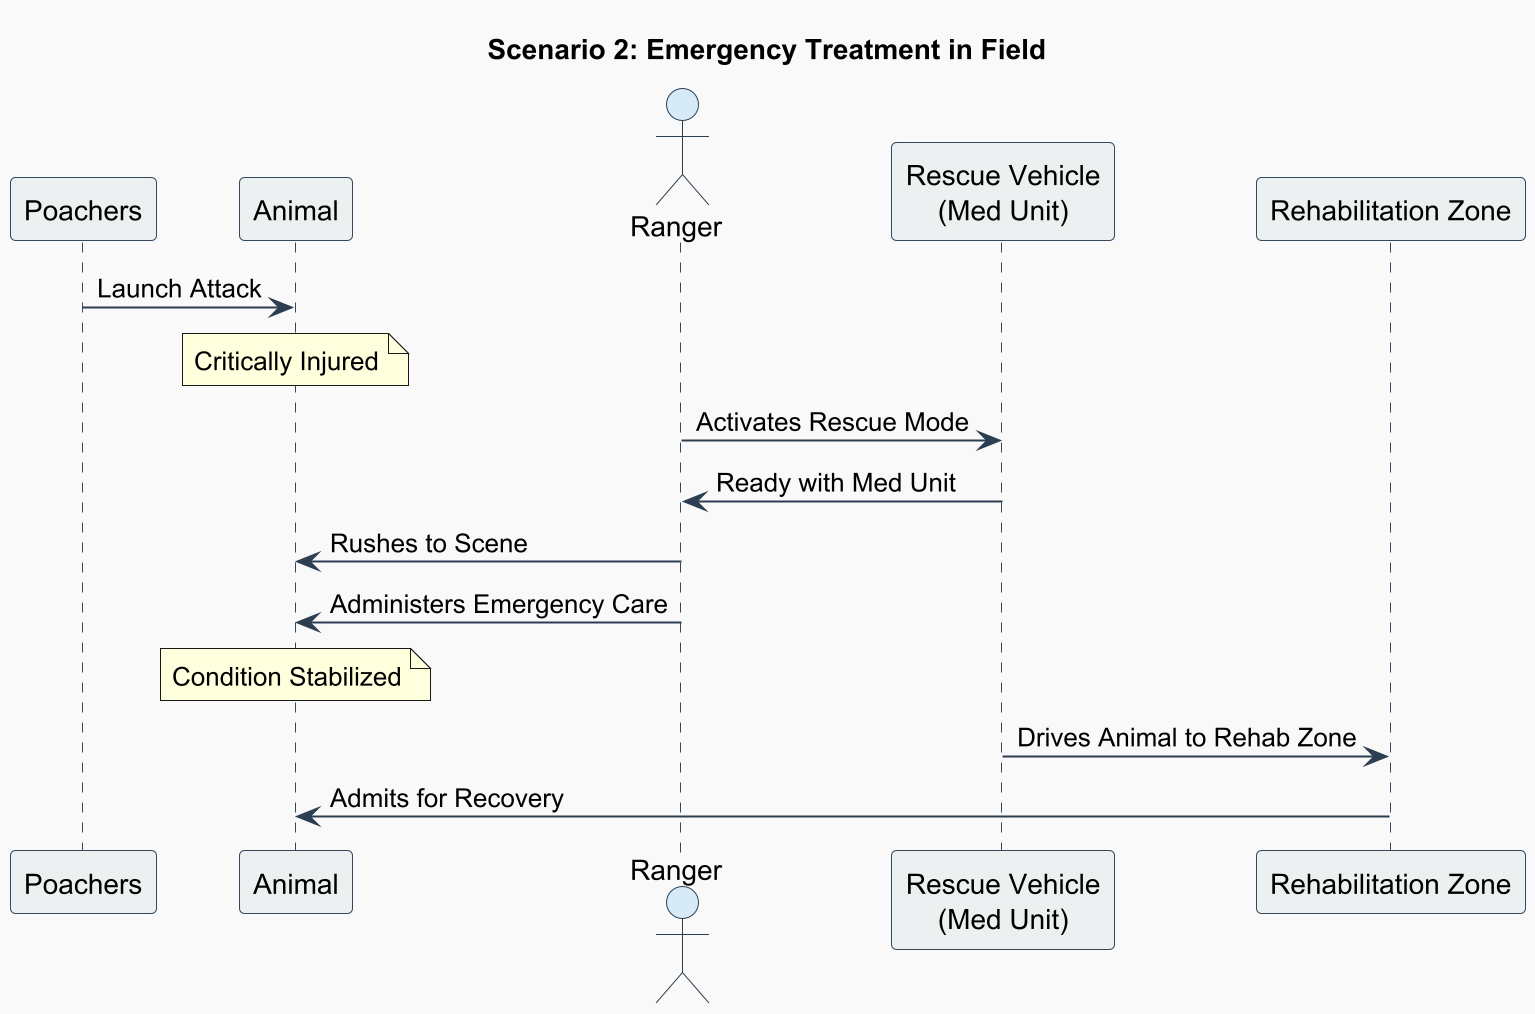 Scenario 2: Emergency Treatment in Field
Poachers
Animal
Ranger
Rescue Vehicle
(Med Unit)
Rehabilitation Zone
Launch Attack
Critically Injured
Activates Rescue Mode
Ready with Med Unit
Rushes to Scene
Administers Emergency Care
Condition Stabilized
Drives Animal to Rehab Zone
Admits for Recovery
Poachers
Animal
Ranger
Rescue Vehicle
(Med Unit)
Rehabilitation Zone